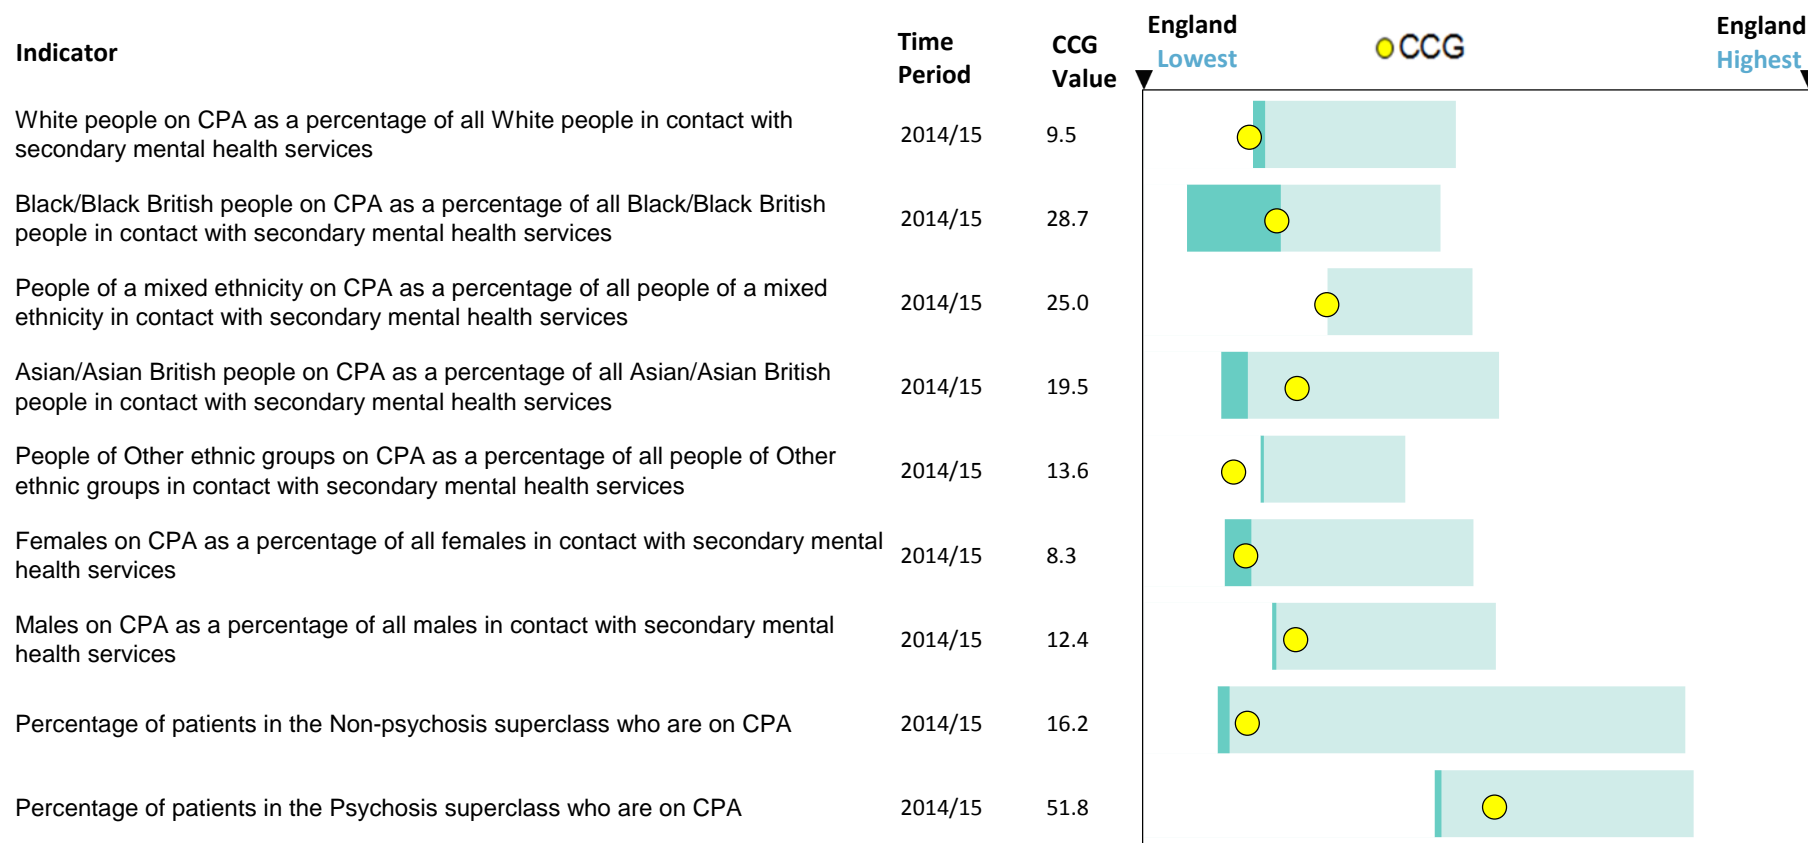 Indicator
Time
Period
CCG
Value
England
Lowest
CCG
England
Highest
White people on CPA as a percentage of all White people in contact with
secondary mental health services
2014/15
9.5
Black/Black British people on CPA as a percentage of all Black/Black British
people in contact with secondary mental health services
2014/15
28.7
People of a mixed ethnicity on CPA as a percentage of all people of a mixed
ethnicity in contact with secondary mental health services
2014/15
25.0
Asian/Asian British people on CPA as a percentage of all Asian/Asian British
people in contact with secondary mental health services
2014/15
19.5
People of Other ethnic groups on CPA as a percentage of all people of Other
ethnic groups in contact with secondary mental health services
2014/15
13.6
Females on CPA as a percentage of all females in contact with secondary mental
health services
2014/15
8.3
Males on CPA as a percentage of all males in contact with secondary mental
health services
2014/15
12.4
Percentage of patients in the Non-psychosis superclass who are on CPA
2014/15
16.2
Percentage of patients in the Psychosis superclass who are on CPA
2014/15
51.8